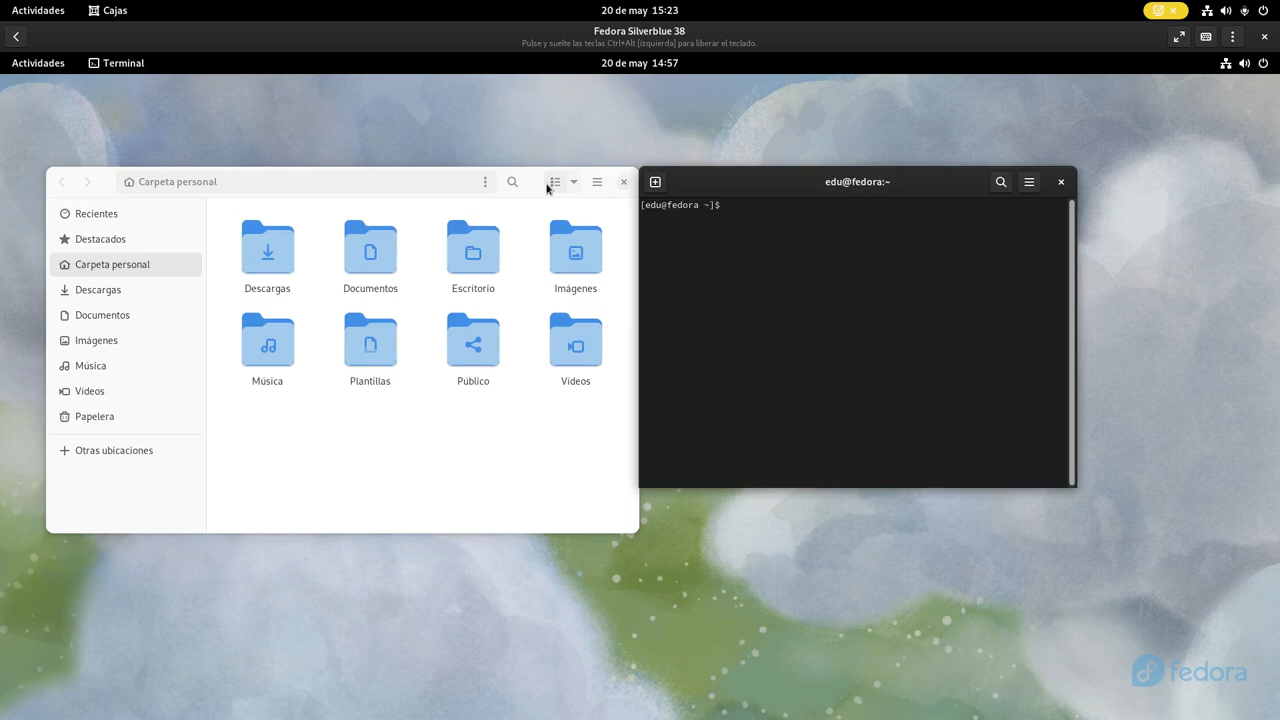 Actividades Cajas 20 de may 15:23
Fedora Silverblue 38
Pulse y suelte las teclas Ctrl+Alt [izquierda] para liberar el teclado.
Actividades Terminal 20 de may 14:57
Carpeta personal
Recientes
Destacados
Carpeta personal
Descargas
Documentos
Imágenes
Música
Vídeos
Papelera
Otras ubicaciones
Descargas Documentos Escritorio Imágenes
Música Plantillas Público Vídeos
edu@fedora:~
[edu@fedora ~]$
fedora